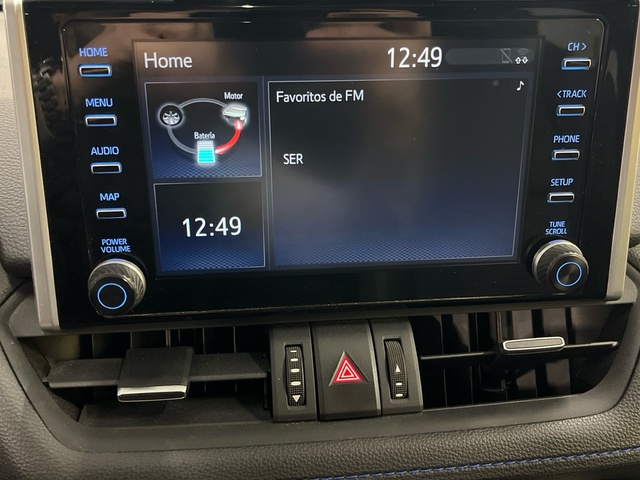 HOME
MENU
AUDIO
MAP
POWER
VOLUME
Home
12:49
Motor
Batería
12:49
Favoritos de FM
SER
CH >
< TRACK
PHONE
SETUP
TUNE
SCROLL